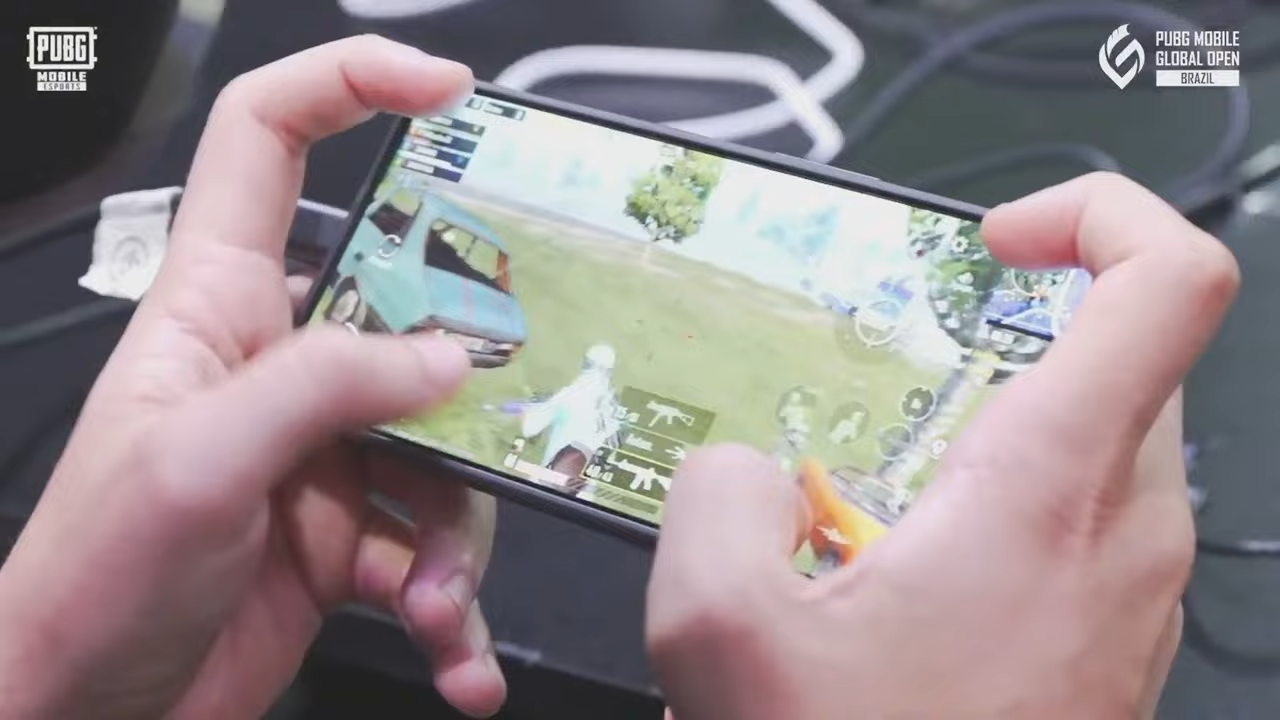 PUBG
MOBILE
ESPORTS
PUBG MOBILE
GLOBAL OPEN
BRAZIL